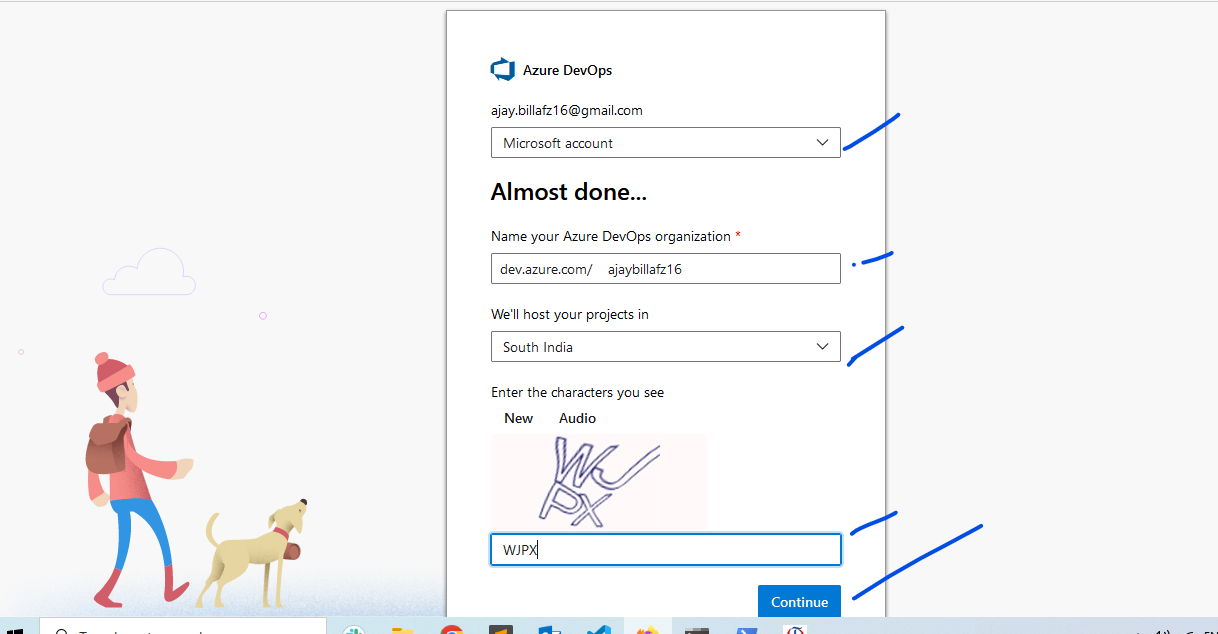 Azure DevOps
ajay.billafz16@gmail.com
Microsoft account
Almost done...
Name your Azure DevOps organization *
dev.azure.com/ ajaybillafz16
We'll host your projects in
South India
Enter the characters you see
New Audio
WJPX
Continue